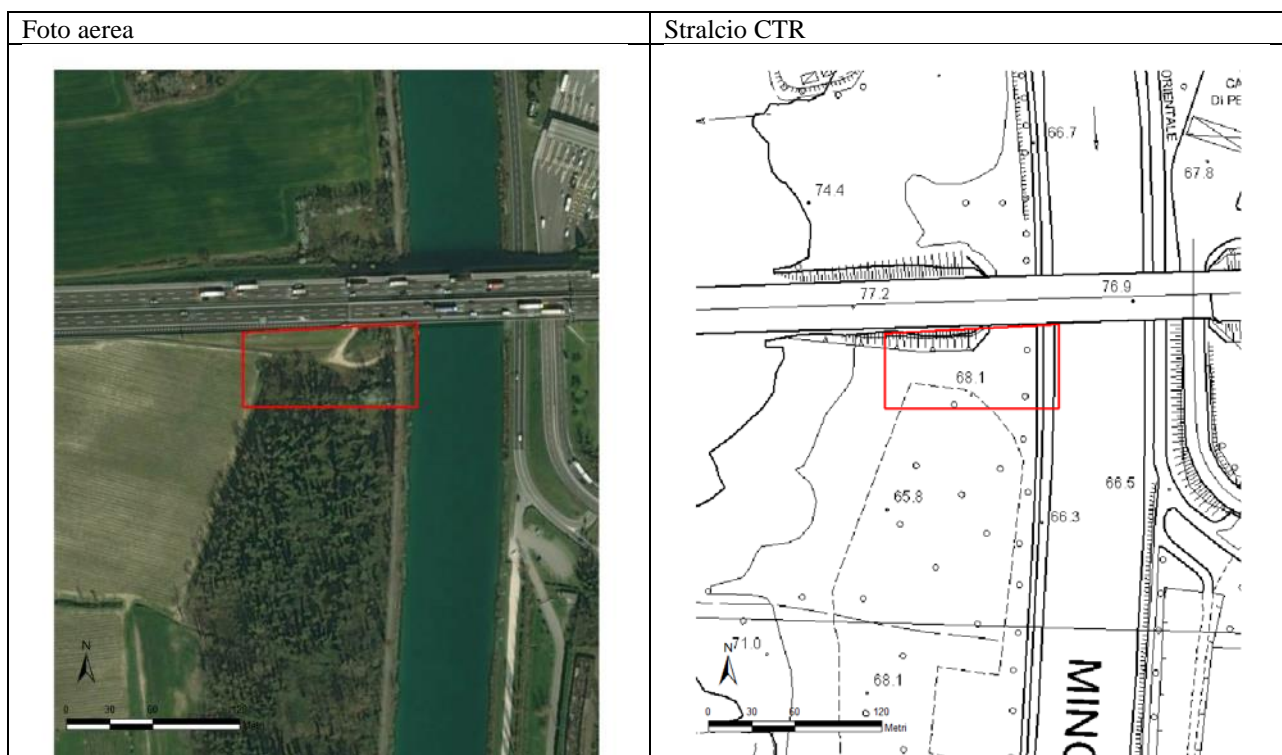 Foto aerea
N
0 30 60 120
Metri
Stralcio CTR
ORIENTALE
CA
DI PE
66.7
67.8
74.4
77.2
76.9
68.1
66.5
65.8
66.3
71.0
68.1
MINC
N
0 30 60 120
Metri